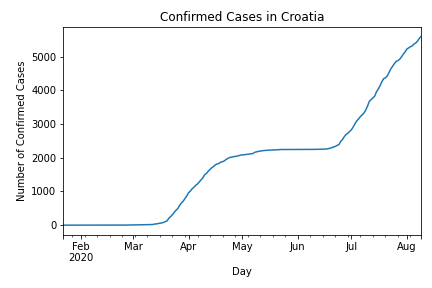 Confirmed Cases in Croatia
Number of Confirmed Cases
5000
4000
3000
2000
1000
0
Feb Mar Apr May Jun Jul Aug
2020
Day